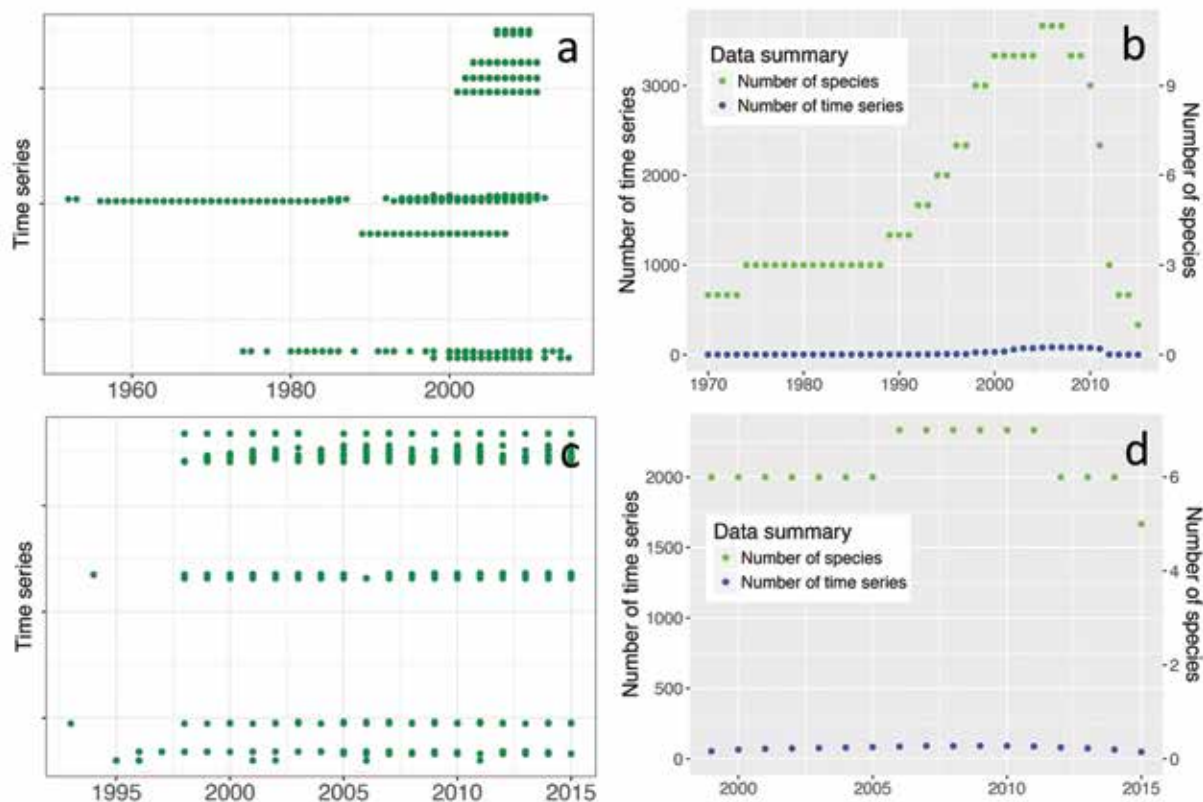 a
Time series
1960
1980
2000
b
Data summary
Number of species
Number of time series
Number of time series
3000
2000
1000
0
9
6
3
0
Number of species
1970
1980
1990
2000
2010
c
Time series
1995
2000
2005
2010
2015
d
Data summary
Number of species
Number of time series
Number of time series
2000
1500
1000
500
0
6
4
2
0
Number of species
2000
2005
2010
2015